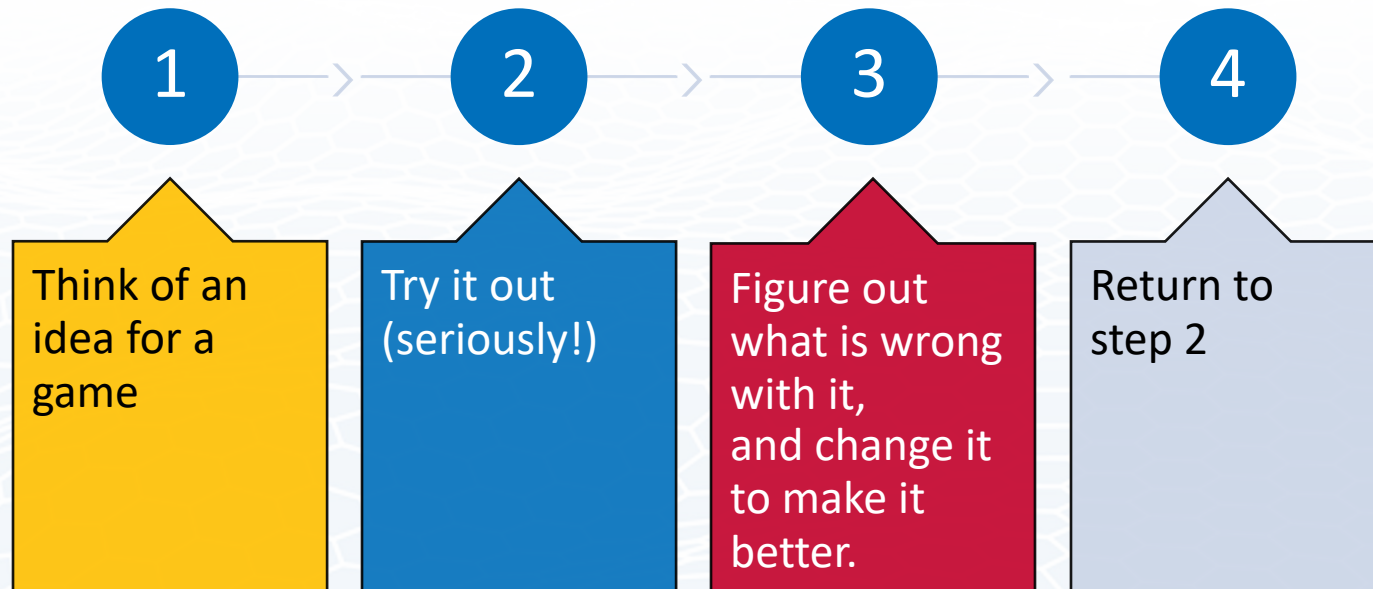 1
2
3
4
Think of an
idea for a
game
Try it out
(seriously!)
Figure out
what is wrong
with it,
and change it
to make it
better.
Return to
step 2